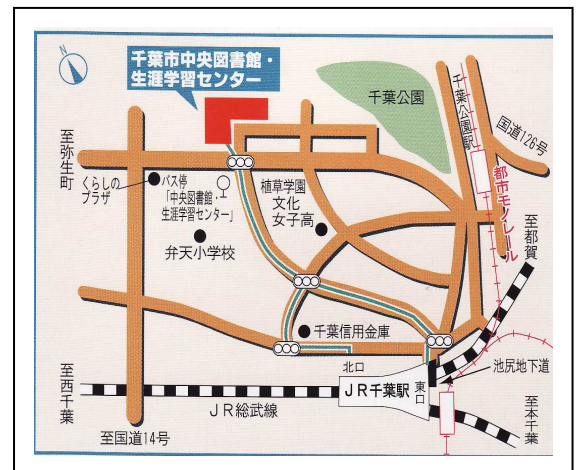 N
千葉市中央図書館・
生涯学習センター
千葉公園
千葉公園駅
国道126号
都市モノレール
至都賀
至弥生町
くらしの
プラザ
バス停
「中央図書館・
生涯学習センター」
植草学園
文化
女子高
弁天小学校
千葉信用金庫
北口
JR千葉駅
東口
池尻地下道
至西千葉
JR総武線
至本千葉
至国道14号